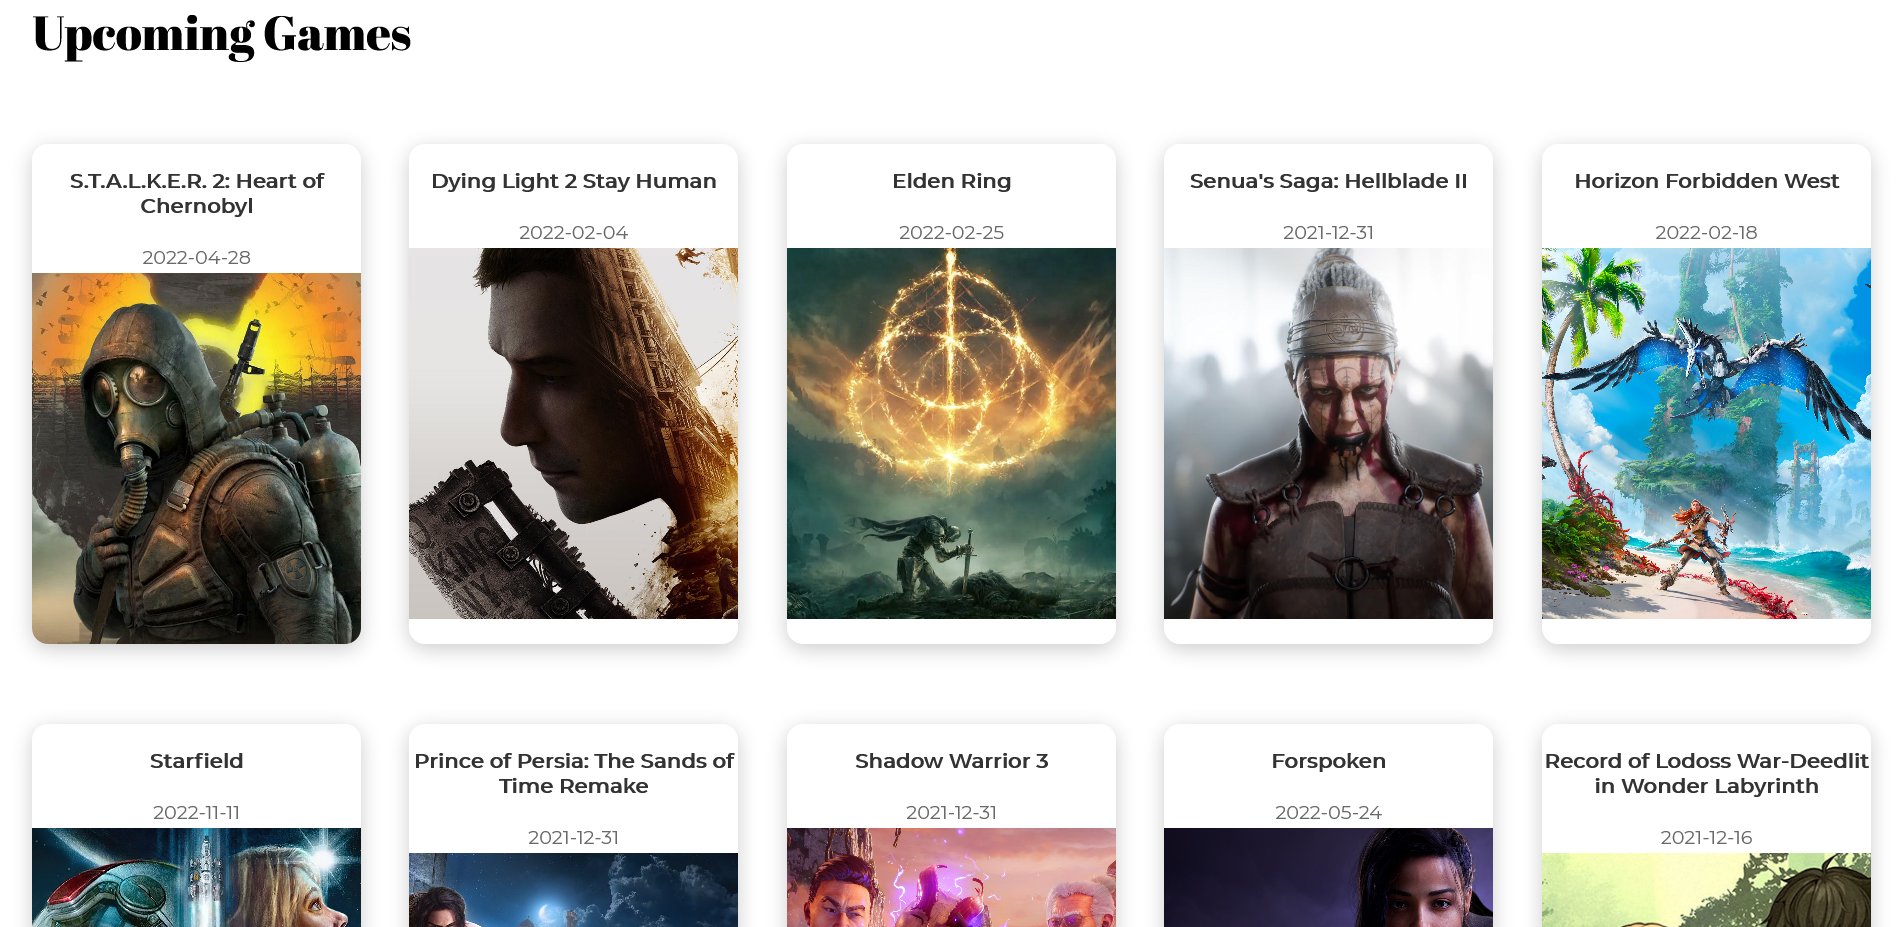 Upcoming Games
S.T.A.L.K.E.R. 2: Heart of
Chernobyl
2022-04-28
Dying Light 2 Stay Human
2022-02-04
Elden Ring
2022-02-25
Senua's Saga: Hellblade II
2021-12-31
Horizon Forbidden West
2022-02-18
KING
Starfield
2022-11-11
Prince of Persia: The Sands of
Time Remake
2021-12-31
Shadow Warrior 3
2021-12-31
Forspoken
2022-05-24
Record of Lodoss War-Deedlit
in Wonder Labyrinth
2021-12-16